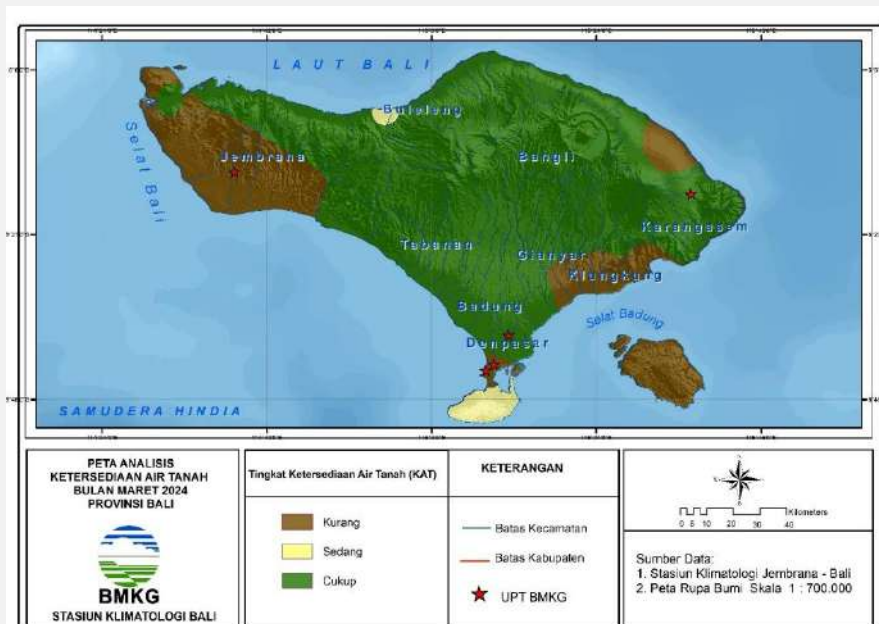 LAUT BALI
Buleleng
Selat Bali
Jembrana
Bangli
Karangasem
Tabanan
Gianyar
Klungkung
Badung
Selat Badung
Denpasar
SAMUDERA HINDIA
PETA ANALISIS
KETERSEDIAAN AIR TANAH
BULAN MARET 2024
PROVINSI BALI
BMKG
STASIUN KLIMATOLOGI BALI
Tingkat Ketersediaan Air Tanah (KAT)
Kurang
Sedang
Cukup
KETERANGAN
Batas Kecamatan
Batas Kabupaten
UPT BMKG
Kilometers
0 5 10 20 30 40
Sumber Data:
1. Stasiun Klimatologi Jembrana - Bali
2. Peta Rupa Bumi Skala 1 : 700.000